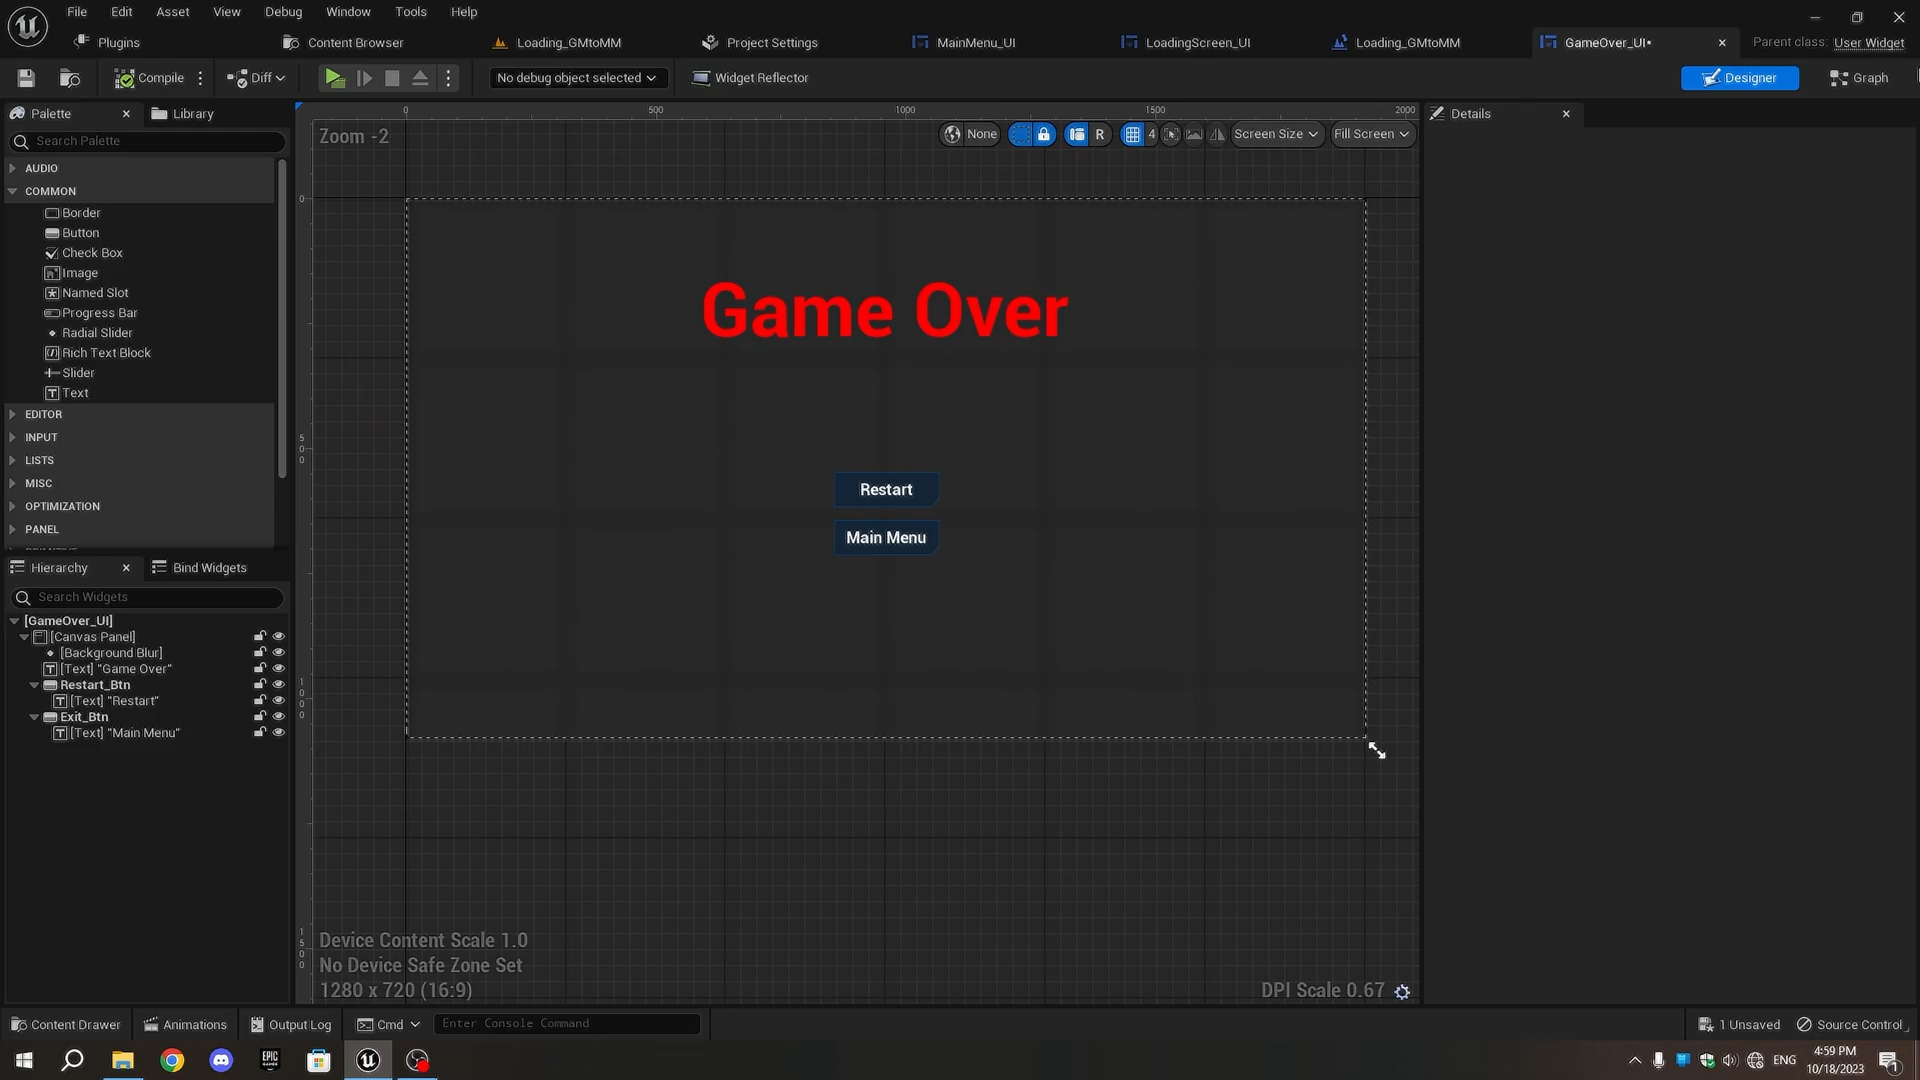 File Edit Asset View Debug Window Tools Help
Plugins Content Browser Loading_GMtoMM Project Settings MainMenu_UI LoadingScreen_UI Loading_GMtoMM GameOver_UI• Parent class: User Widget
Compile Diff No debug object selected Widget Reflector Designer Graph
Palette Library Details
Search Palette
AUDIO
COMMON
Border
Button
Check Box
Image
Named Slot
Progress Bar
Radial Slider
Rich Text Block
Slider
Text
EDITOR
INPUT
LISTS
MISC
OPTIMIZATION
PANEL
Hierarchy Bind Widgets
Search Widgets
[GameOver_UI]
[Canvas Panel]
[Background Blur]
[Text] "Game Over"
Restart_Btn
[Text] "Restart"
Exit_Btn
[Text] "Main Menu"
0 500 1000 1500 2000
Zoom -2
None R 4 Screen Size Fill Screen
0
500
1000
1500
Game Over
Restart
Main Menu
Device Content Scale 1.0
No Device Safe Zone Set
1280 x 720 (16:9)
DPI Scale 0.67
Content Drawer Animations Output Log Cmd Enter Console Command 1 Unsaved Source Control
EPIC GAMES
ENG
4:59 PM
10/18/2023
1